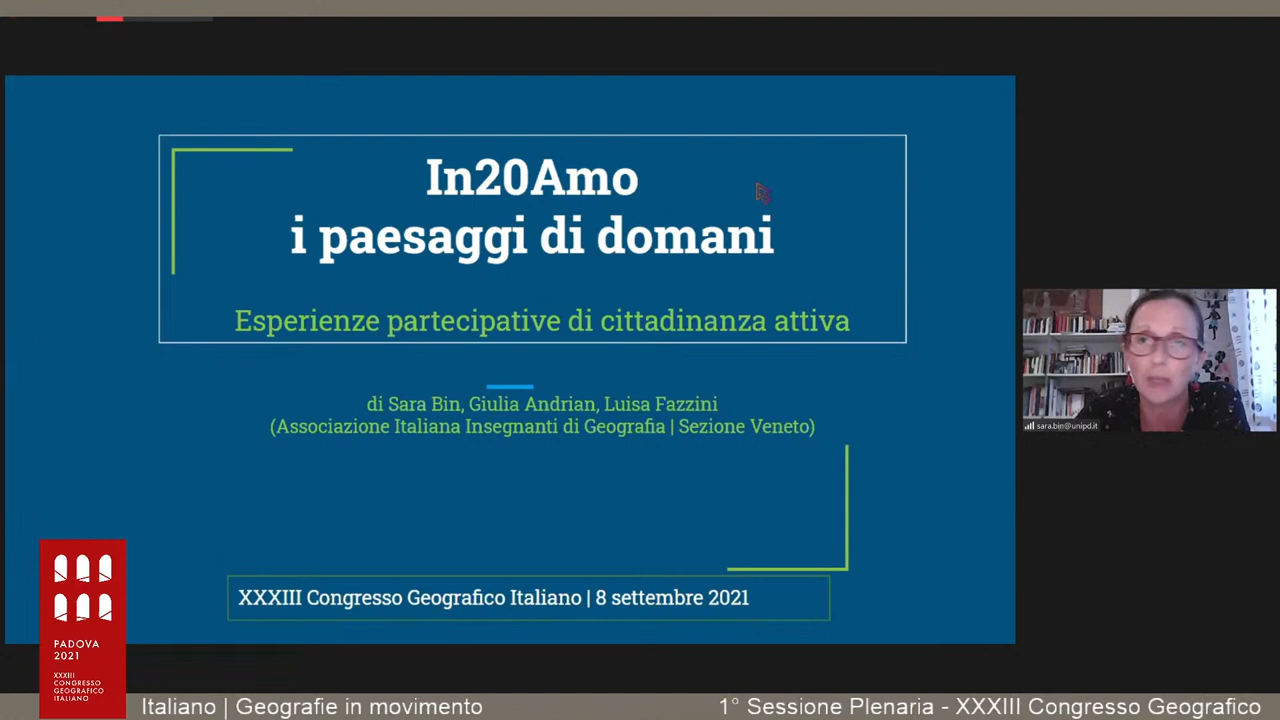 In20Amo
i paesaggi di domani
Esperienze partecipative di cittadinanza attiva
di Sara Bin, Giulia Andrian, Luisa Fazzini
(Associazione Italiana Insegnanti di Geografia | Sezione Veneto)
XXXIII Congresso Geografico Italiano | 8 settembre 2021
sara.bin@unipd.it
PADOVA
2021
XXXIII
CONGRESSO
GEOGRAFICO
ITALIANO
Italiano | Geografie in movimento
1° Sessione Plenaria - XXXIII Congresso Geografico